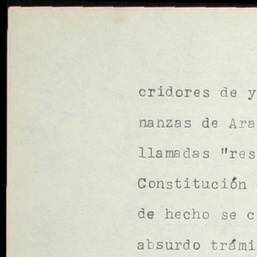 cridores de y
nanzas de Ara
llamadas "res
Constitución
de hecho se c
absurdo trámi